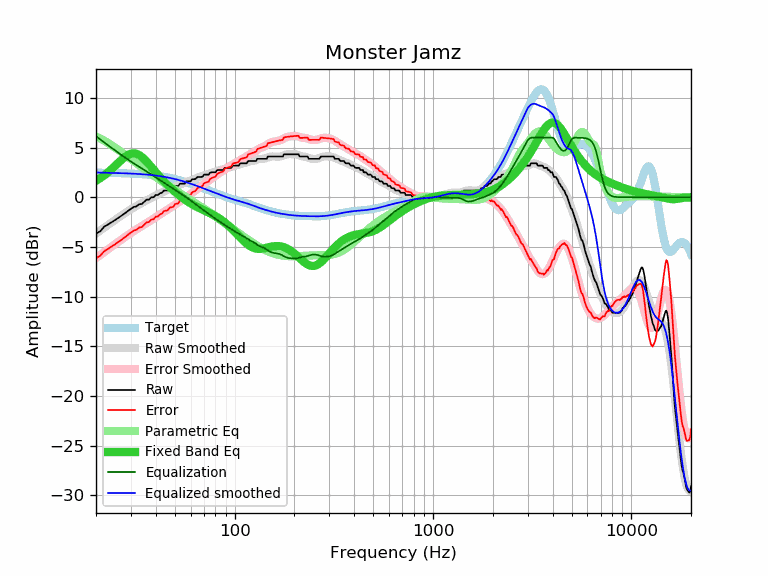 Monster Jamz
Amplitude (dBr)
10
5
0
−5
−10
−15
−20
−25
−30
Target
Raw Smoothed
Error Smoothed
Raw
Error
Parametric Eq
Fixed Band Eq
Equalization
Equalized smoothed
100
1000
10000
Frequency (Hz)